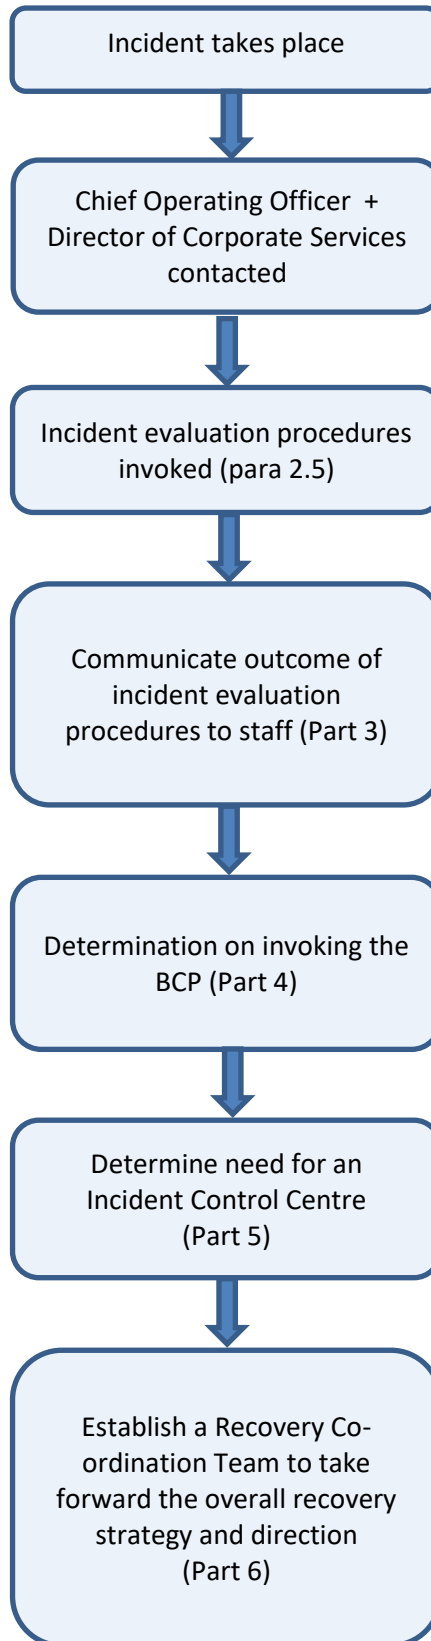 Incident takes place
Chief Operating Officer +
Director of Corporate Services
contacted
Incident evaluation procedures
invoked (para 2.5)
Communicate outcome of
incident evaluation
procedures to staff (Part 3)
Determination on invoking the
BCP (Part 4)
Determine need for an
Incident Control Centre
(Part 5)
Establish a Recovery Co-
ordination Team to take
forward the overall recovery
strategy and direction
(Part 6)